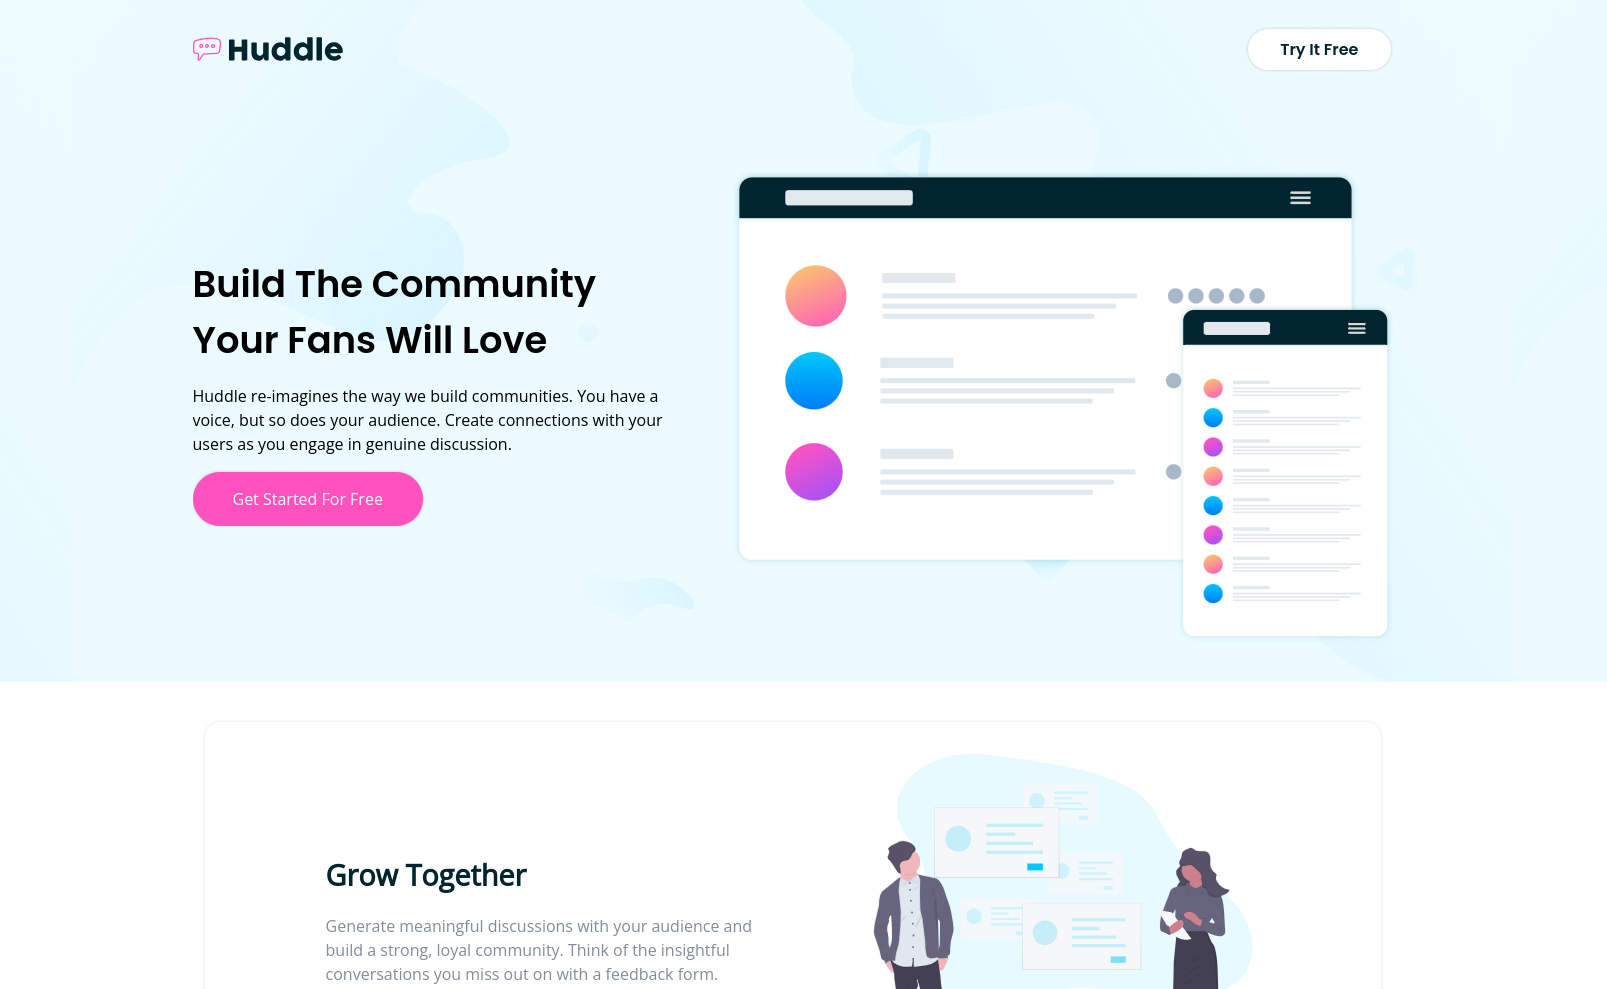 Huddle
Try It Free
Build The Community
Your Fans Will Love
Huddle re-imagines the way we build communities. You have a
voice, but so does your audience. Create connections with your
users as you engage in genuine discussion.
Get Started For Free
Grow Together
Generate meaningful discussions with your audience and
build a strong, loyal community. Think of the insightful
conversations you miss out on with a feedback form.